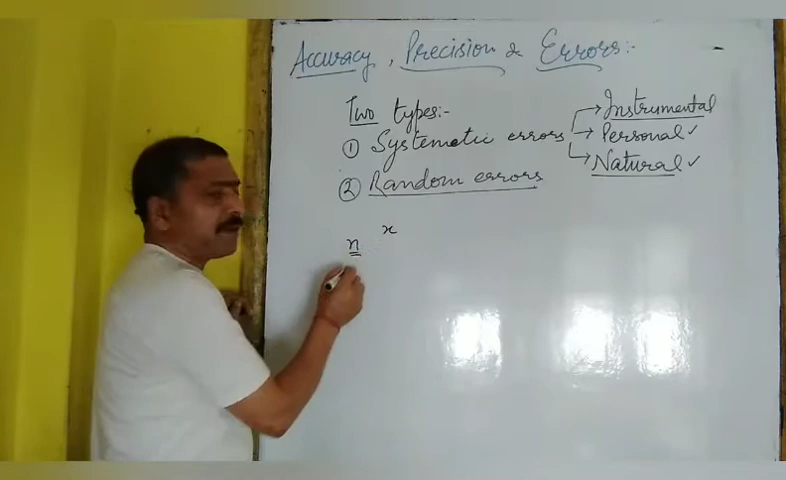 Accuracy, Precision & Errors:-
Two types:-
① Systematic errors
→ Instrumental
→ Personal ✓
→ Natural ✓
② Random errors
n x